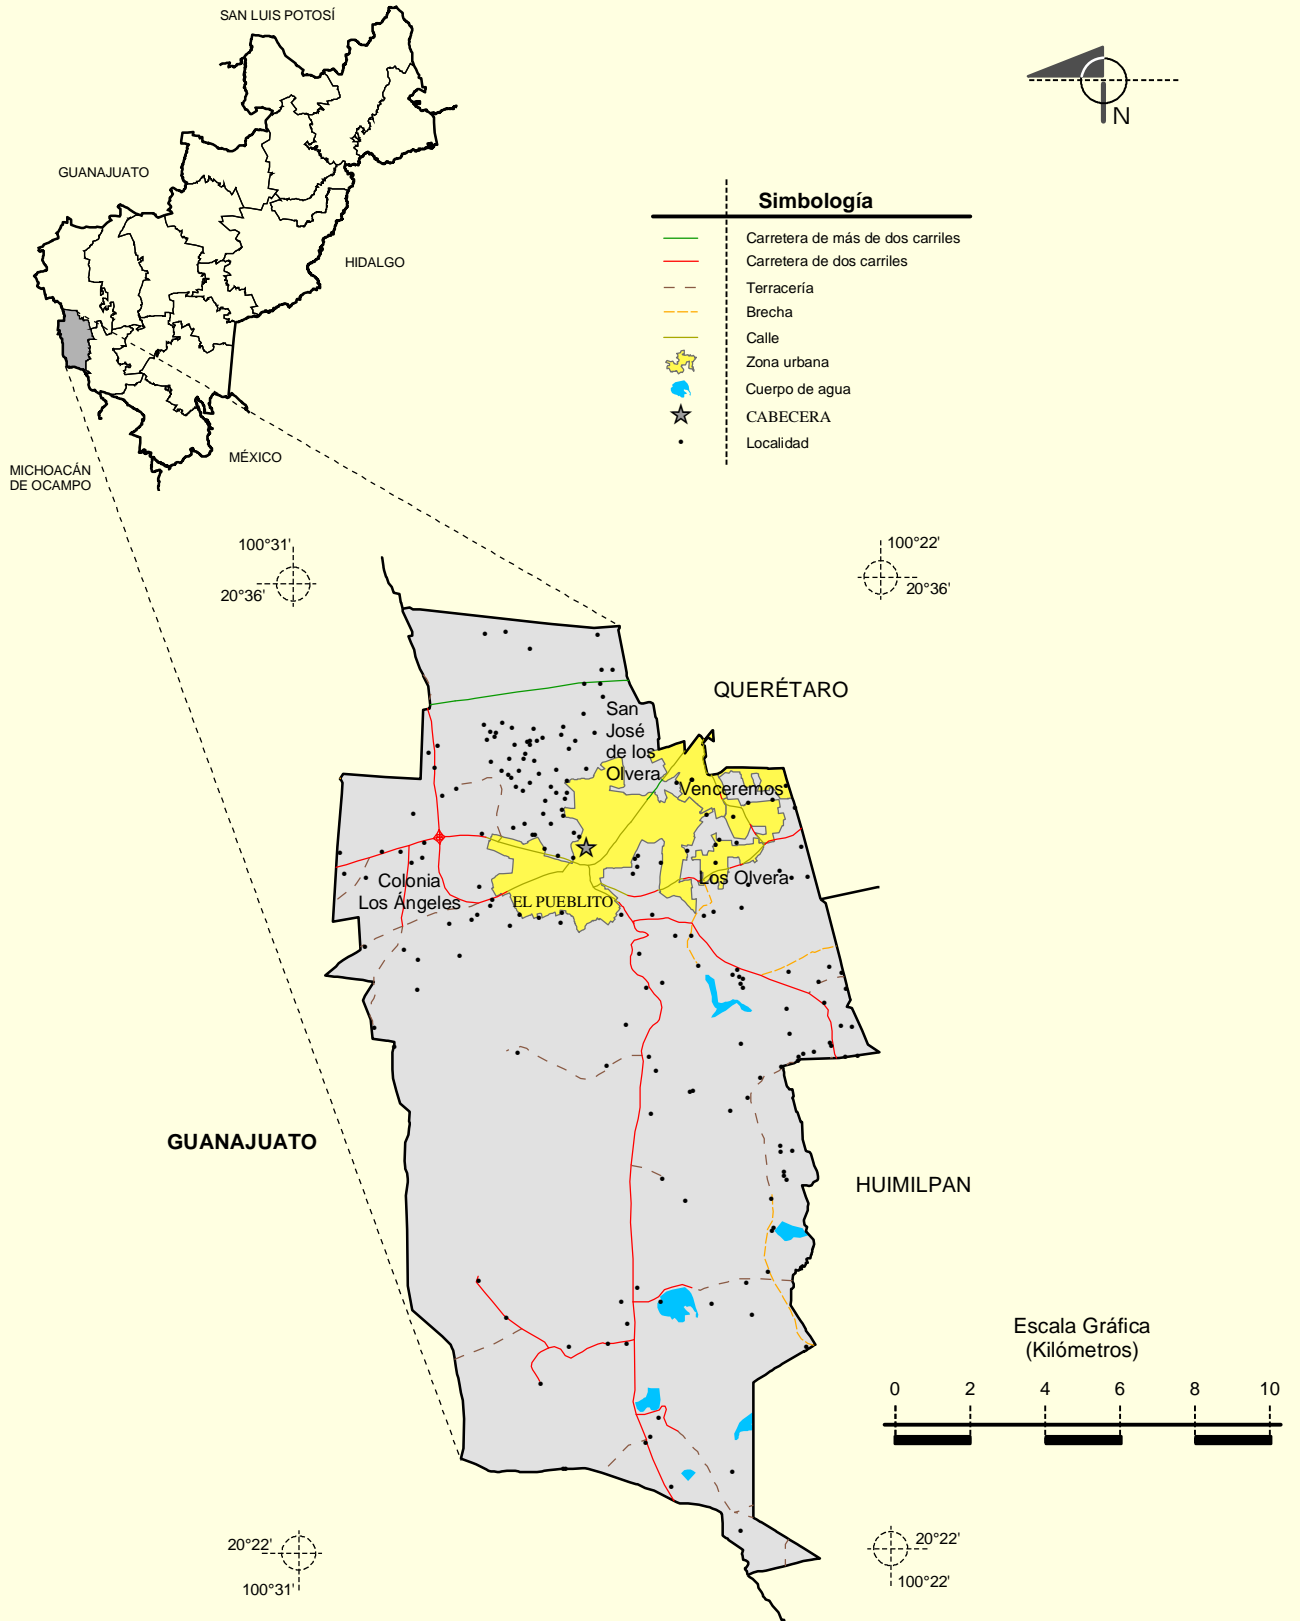 SAN LUIS POTOSÍ
GUANAJUATO
HIDALGO
MÉXICO
MICHOACÁN
DE OCAMPO
N
Simbología
Carretera de más de dos carriles
Carretera de dos carriles
Terracería
Brecha
Calle
Zona urbana
Cuerpo de agua
CABECERA
Localidad
100°31'
20°36'
100°22'
20°36'
QUERÉTARO
San
José
de los
Olvera
Venceremos
Colonia
Los Ángeles
Los Olvera
EL PUEBLITO
GUANAJUATO
HUIMILPAN
Escala Gráfica
(Kilómetros)
0 2 4 6 8 10
20°22'
100°31'
20°22'
100°22'